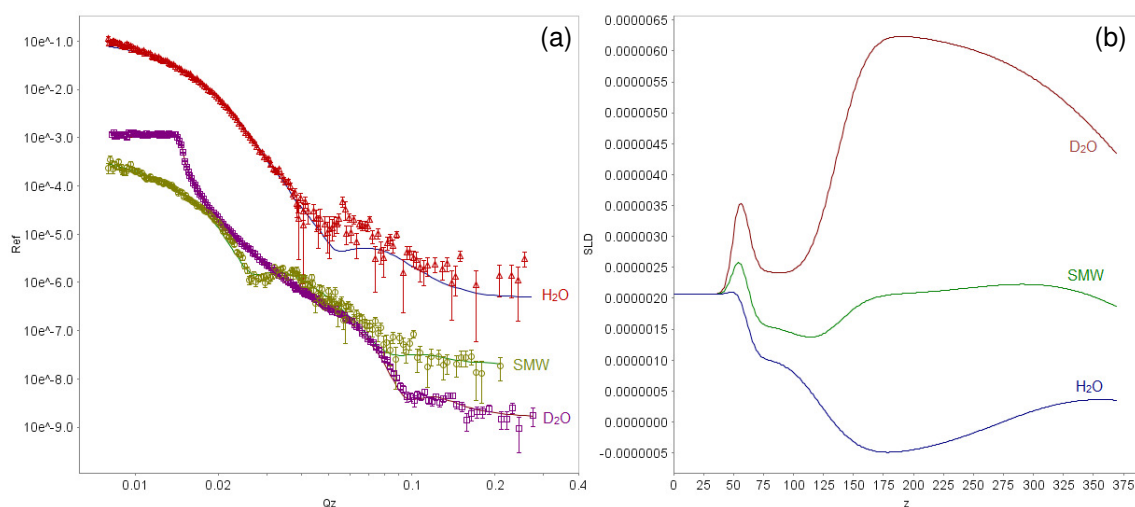 (a)
10e^-1.0
10e^-2.0
10e^-3.0
10e^-4.0
10e^-5.0
10e^-6.0
10e^-7.0
10e^-8.0
10e^-9.0
Ref
H₂O
SMW
D₂O
0.01 0.02 0.1 0.2 0.4
Qz
(b)
0.0000065
0.0000060
0.0000055
0.0000050
0.0000045
0.0000040
0.0000035
0.0000030
0.0000025
0.0000020
0.0000015
0.0000010
0.0000005
0.0000000
-0.0000005
SLD
D₂O
SMW
H₂O
0 25 50 75 100 125 150 175 200 225 250 275 300 325 350 375
z